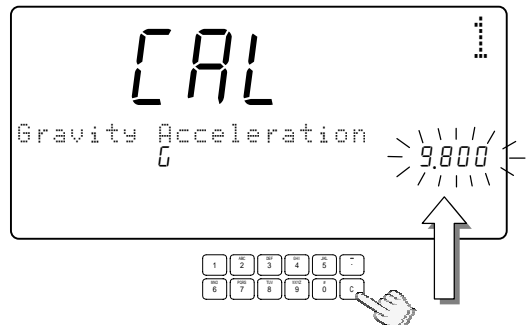 CAL
1
Gravity Acceleration
G
9.800
1 ABC 2 DEF 3 GHI 4 JKL 5
MNO 6 PQRS 7 TUV 8 WXYZ 9 0 C